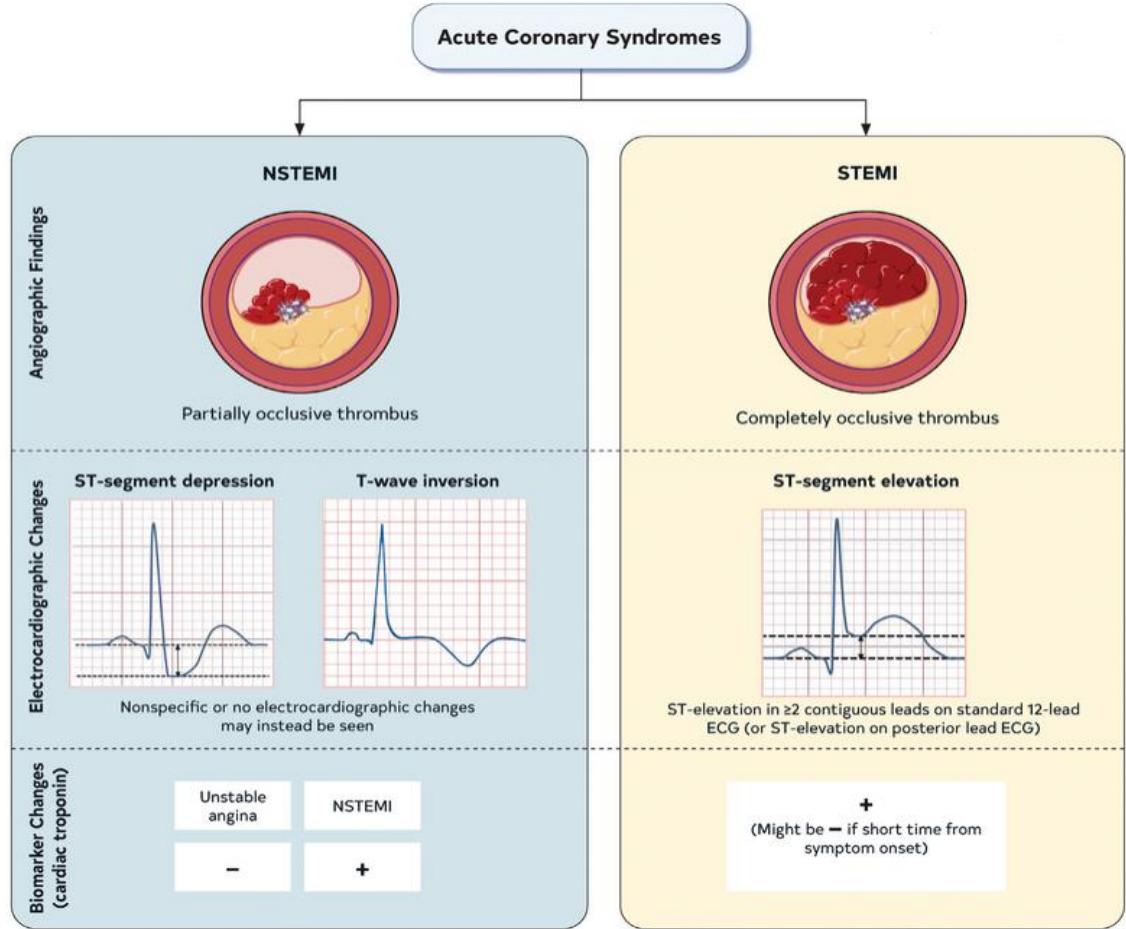 Acute Coronary Syndromes
NSTEMI
STEMI
Angiographic Findings
Partially occlusive thrombus
Completely occlusive thrombus
Electrocardiographic Changes
ST-segment depression
T-wave inversion
ST-segment elevation
Nonspecific or no electrocardiographic changes
may instead be seen
ST-elevation in ≥2 contiguous leads on standard 12-lead
ECG (or ST-elevation on posterior lead ECG)
Biomarker Changes
(cardiac troponin)
Unstable
angina
NSTEMI
−
+
+
(Might be − if short time from
symptom onset)